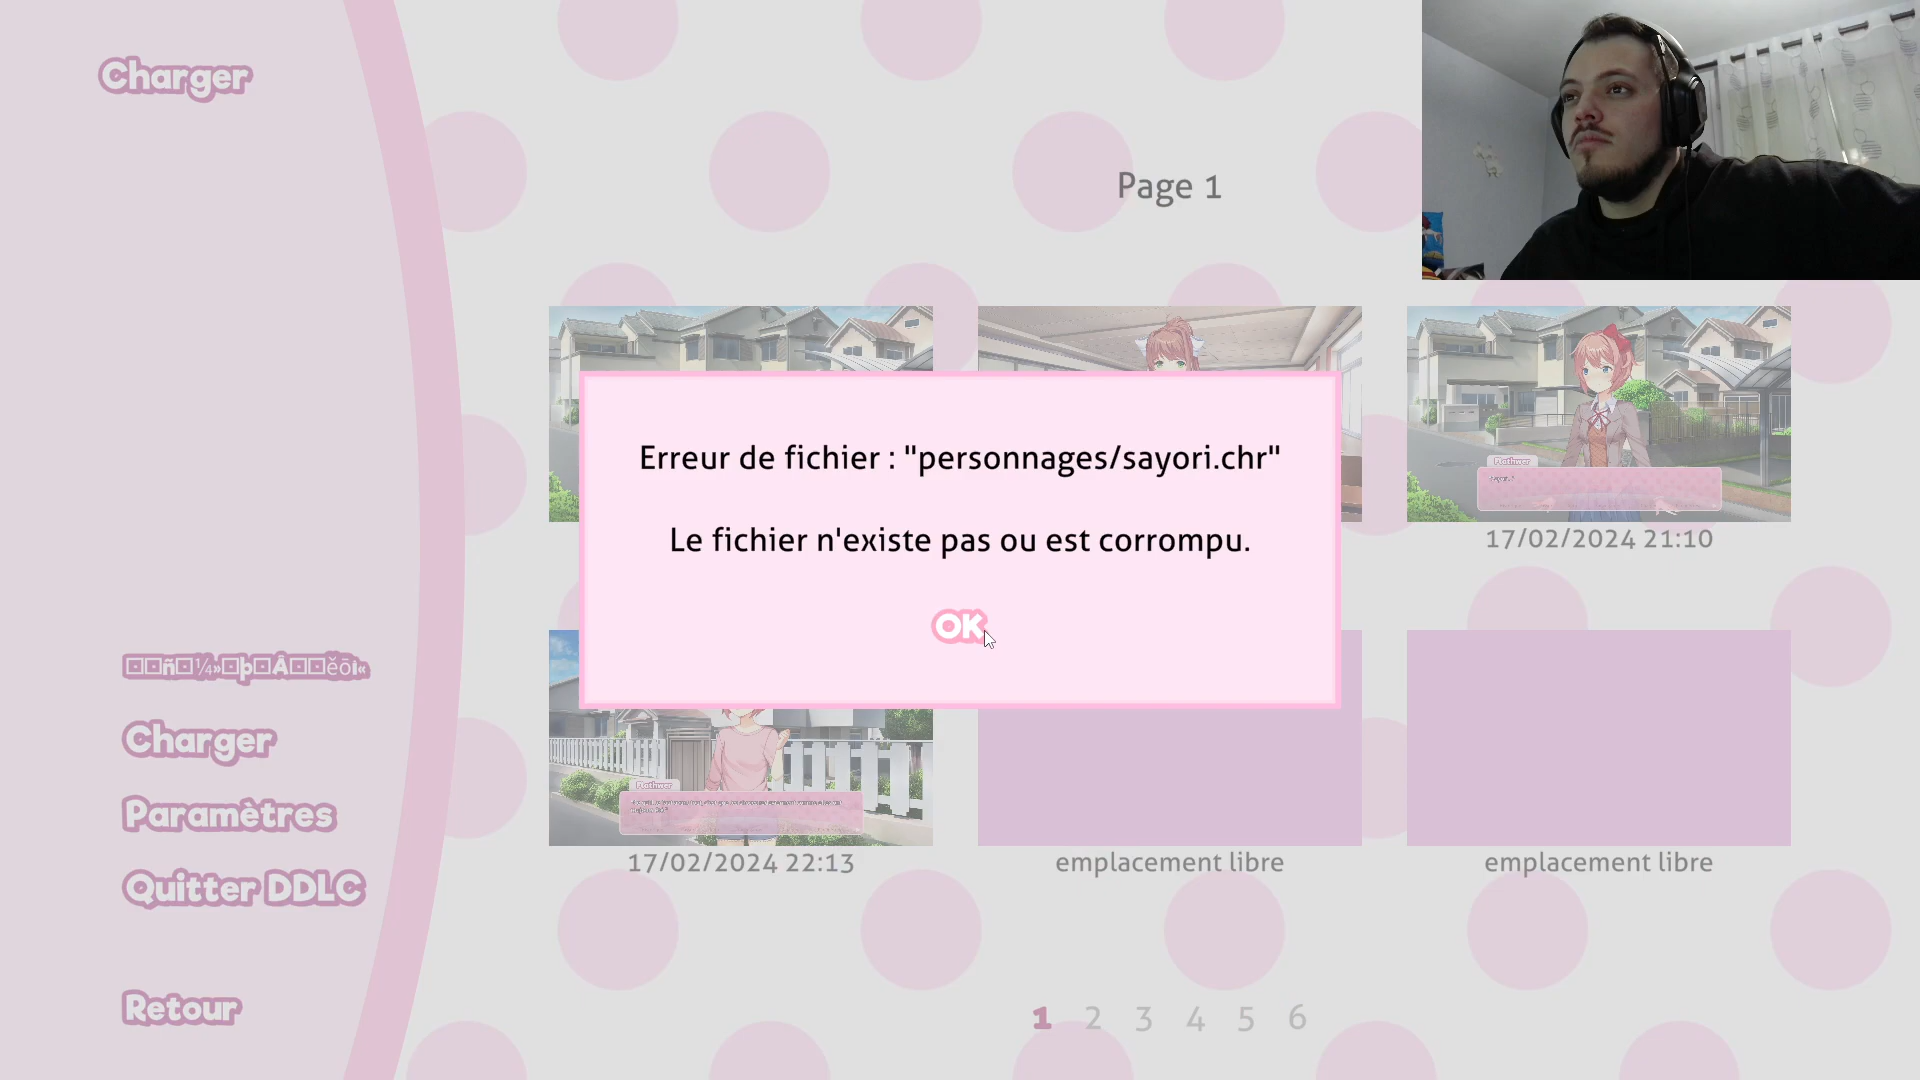 Charger
Page 1
Erreur de fichier : "personnages/sayori.chr"
Le fichier n'existe pas ou est corrompu.
OK
17/02/2024 21:10
Charger
Paramètres
Quitter DDLC
Retour
17/02/2024 22:13
emplacement libre
emplacement libre
1 2 3 4 5 6